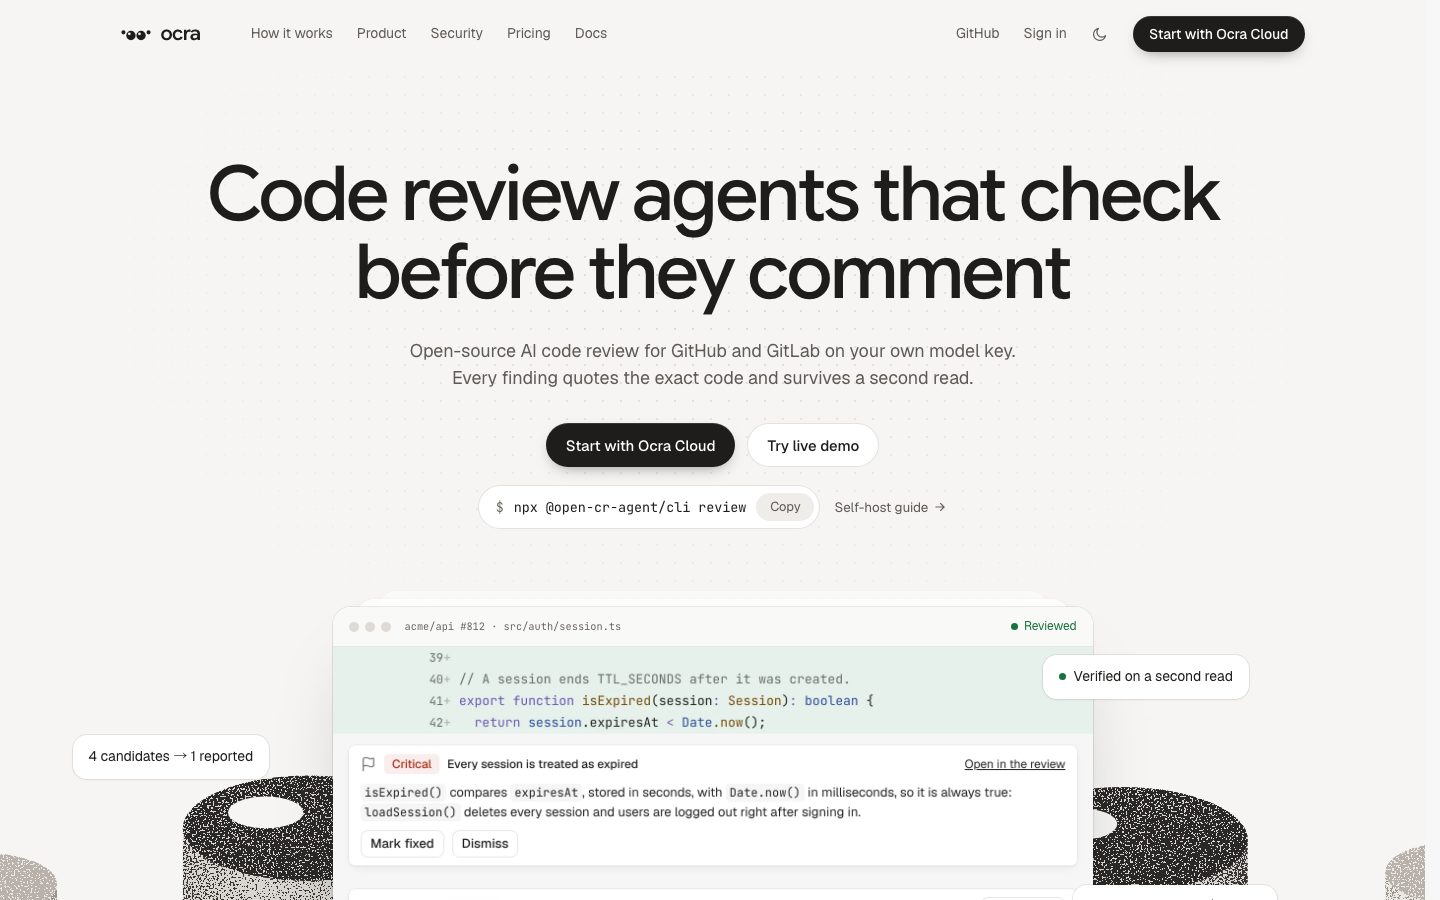 ocra
How it works
Product
Security
Pricing
Docs
GitHub
Sign in
Start with Ocra Cloud
Code review agents that check
before they comment
Open-source AI code review for GitHub and GitLab on your own model key.
Every finding quotes the exact code and survives a second read.
Start with Ocra Cloud
Try live demo
$ npx @open-cr-agent/cli review
Copy
Self-host guide →
acme/api #812 · src/auth/session.ts
Reviewed
39+
40+ // A session ends TTL_SECONDS after it was created.
41+ export function isExpired(session: Session): boolean {
42+ return session.expiresAt < Date.now();
Verified on a second read
4 candidates → 1 reported
Critical
Every session is treated as expired
Open in the review
isExpired() compares expiresAt, stored in seconds, with Date.now() in milliseconds, so it is always true:
loadSession() deletes every session and users are logged out right after signing in.
Mark fixed
Dismiss